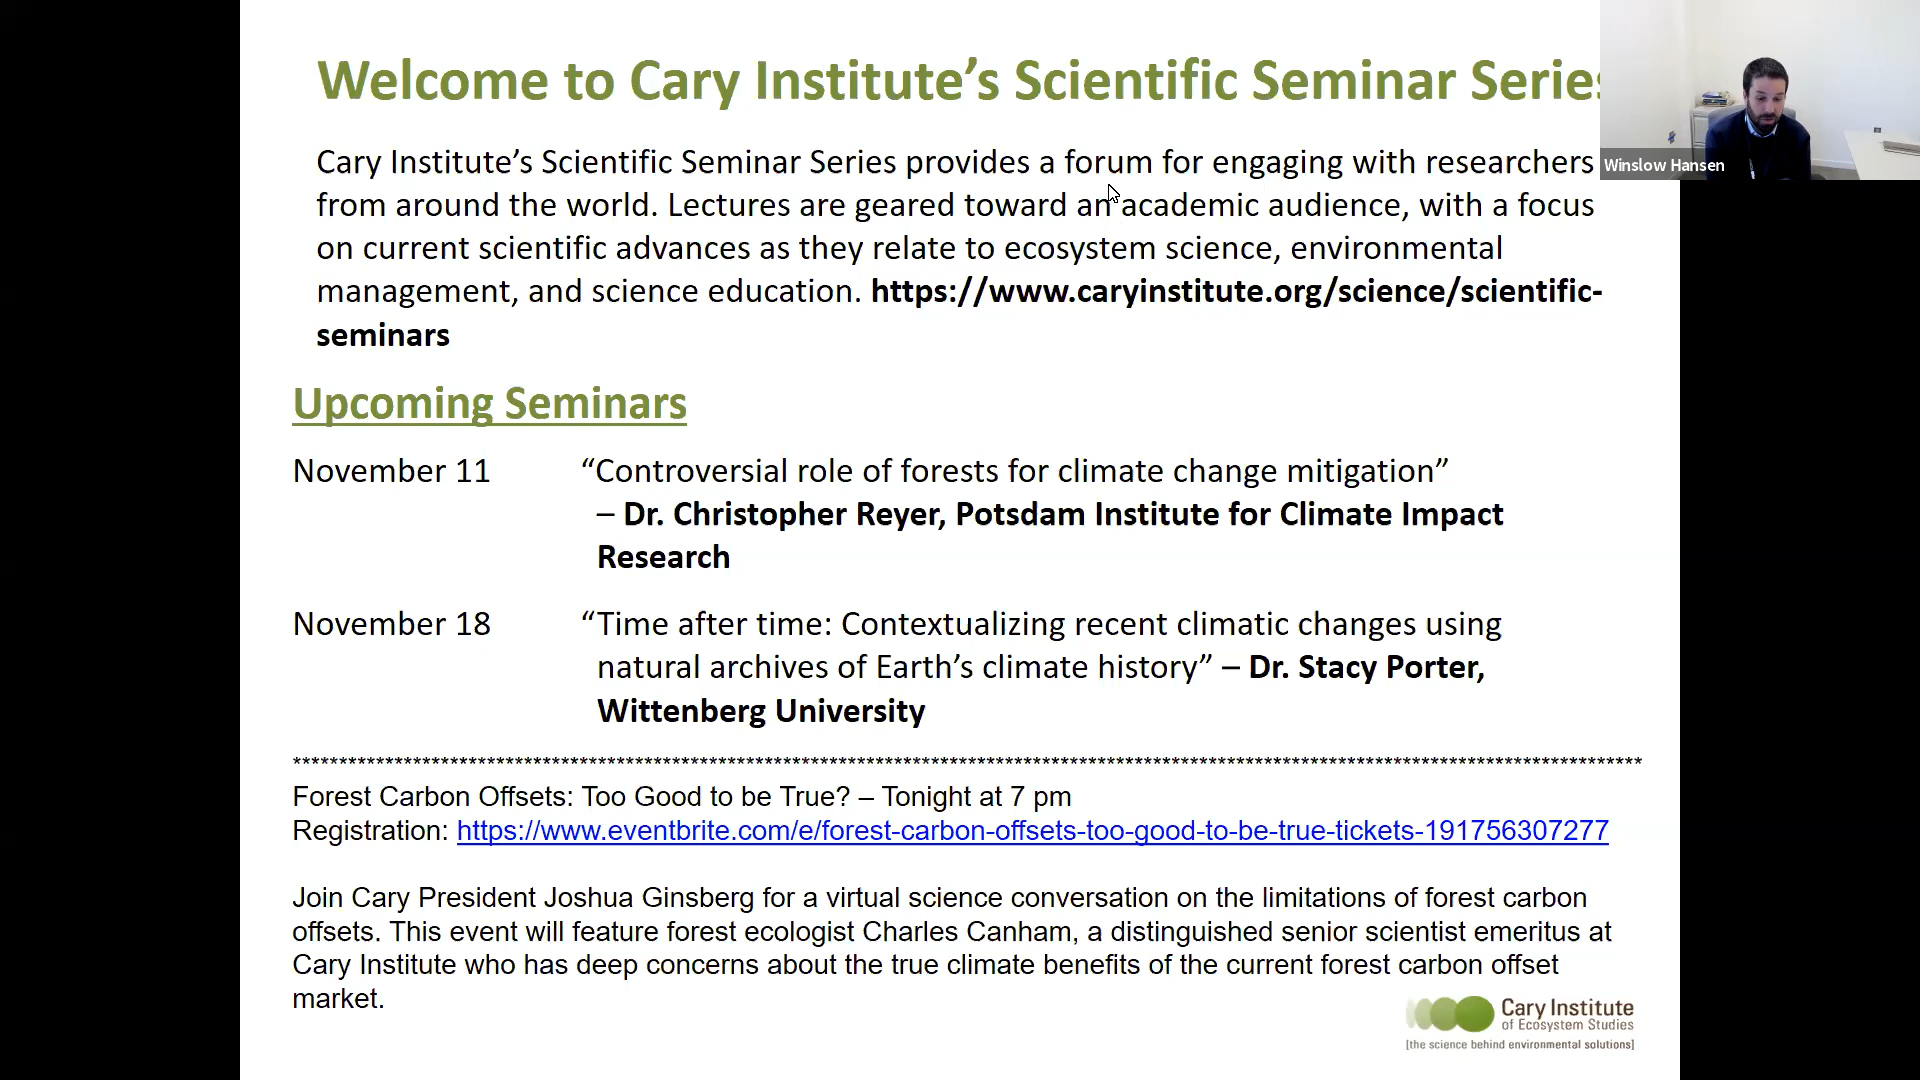 Welcome to Cary Institute’s Scientific Seminar Series
Winslow Hansen
Cary Institute’s Scientific Seminar Series provides a forum for engaging with researchers
from around the world. Lectures are geared toward an academic audience, with a focus
on current scientific advances as they relate to ecosystem science, environmental
management, and science education. https://www.caryinstitute.org/science/scientific-
seminars
Upcoming Seminars
November 11 “Controversial role of forests for climate change mitigation”
– Dr. Christopher Reyer, Potsdam Institute for Climate Impact
Research
November 18 “Time after time: Contextualizing recent climatic changes using
natural archives of Earth’s climate history” – Dr. Stacy Porter,
Wittenberg University
Forest Carbon Offsets: Too Good to be True? – Tonight at 7 pm
Registration: https://www.eventbrite.com/e/forest-carbon-offsets-too-good-to-be-true-tickets-191756307277
Join Cary President Joshua Ginsberg for a virtual science conversation on the limitations of forest carbon
offsets. This event will feature forest ecologist Charles Canham, a distinguished senior scientist emeritus at
Cary Institute who has deep concerns about the true climate benefits of the current forest carbon offset
market.
Cary Institute
of Ecosystem Studies
[the science behind environmental solutions]